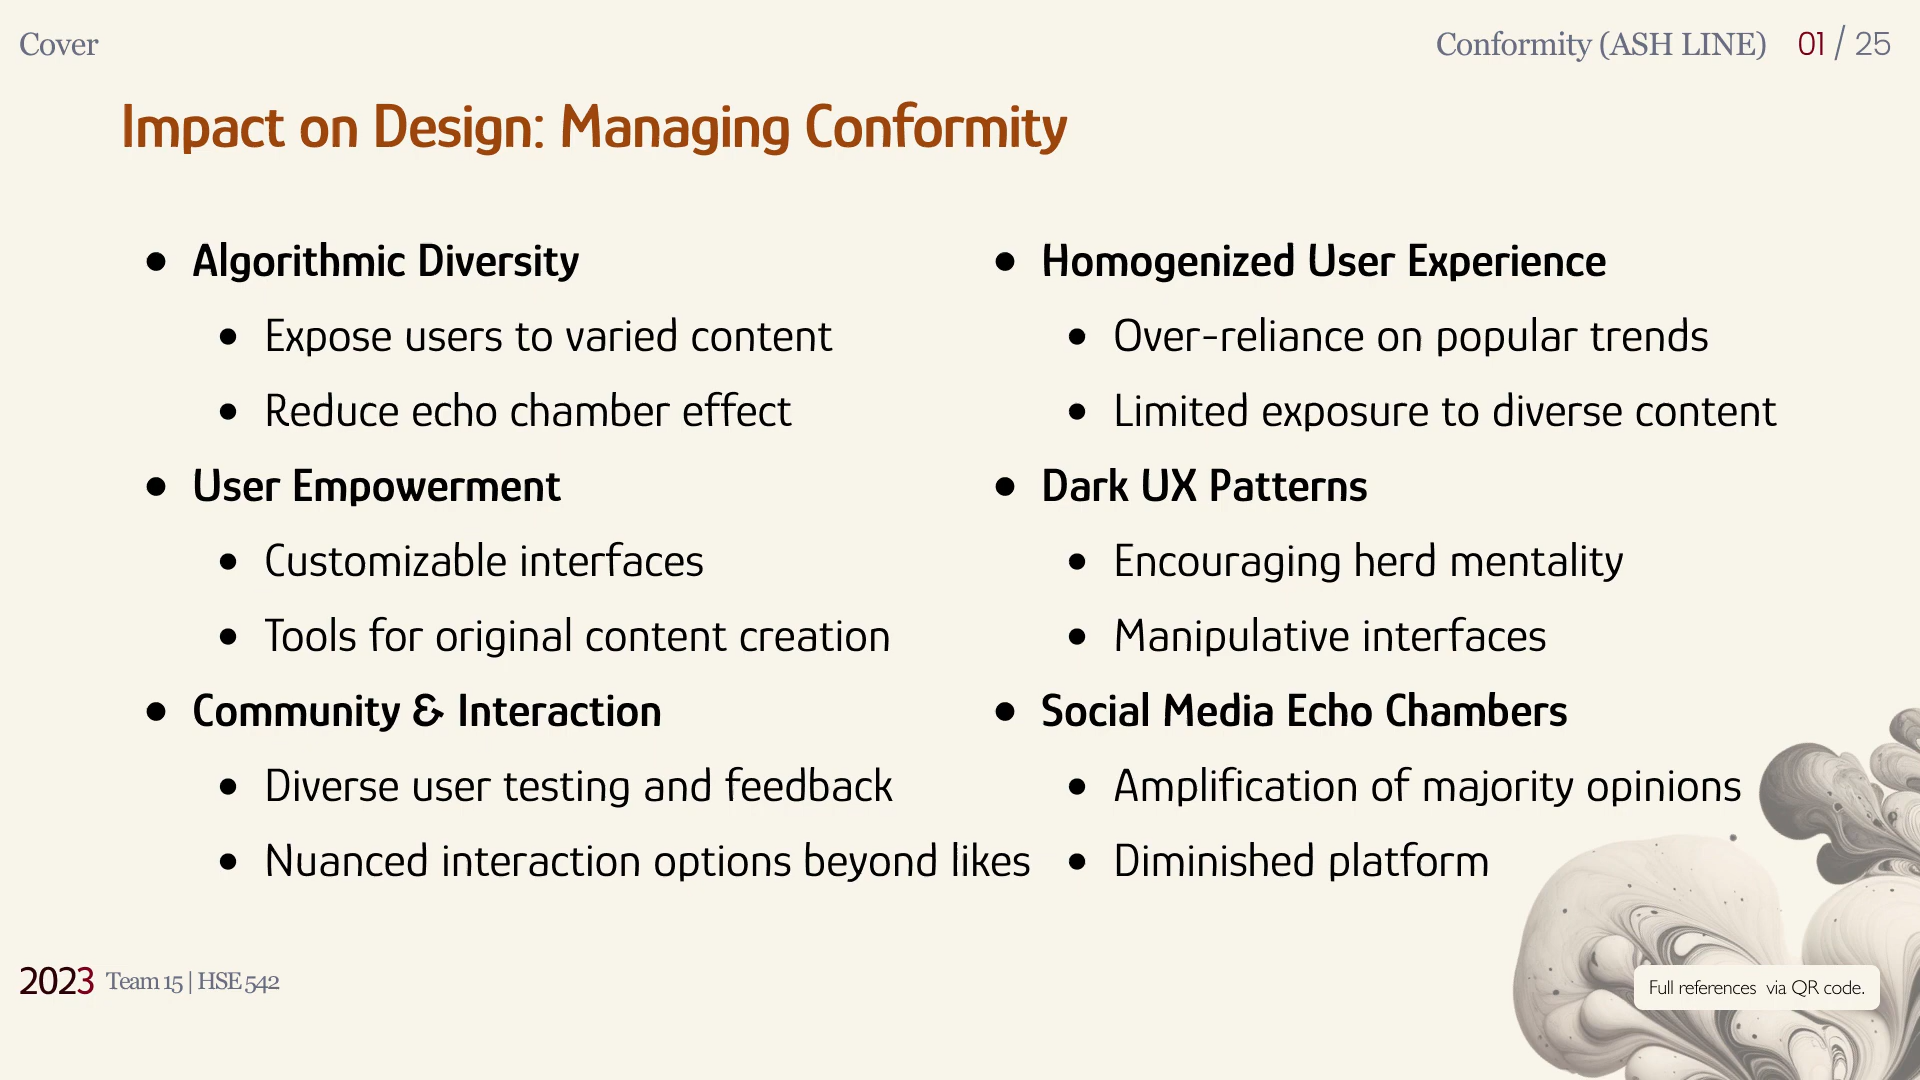 Cover
Conformity (ASH LINE) 01 / 25
Impact on Design: Managing Conformity
• Algorithmic Diversity
• Expose users to varied content
• Reduce echo chamber effect
• User Empowerment
• Customizable interfaces
• Tools for original content creation
• Community & Interaction
• Diverse user testing and feedback
• Nuanced interaction options beyond likes
• Homogenized User Experience
• Over-reliance on popular trends
• Limited exposure to diverse content
• Dark UX Patterns
• Encouraging herd mentality
• Manipulative interfaces
• Social Media Echo Chambers
• Amplification of majority opinions
• Diminished platform
2023 Team 15 | HSE 542
Full references via QR code.